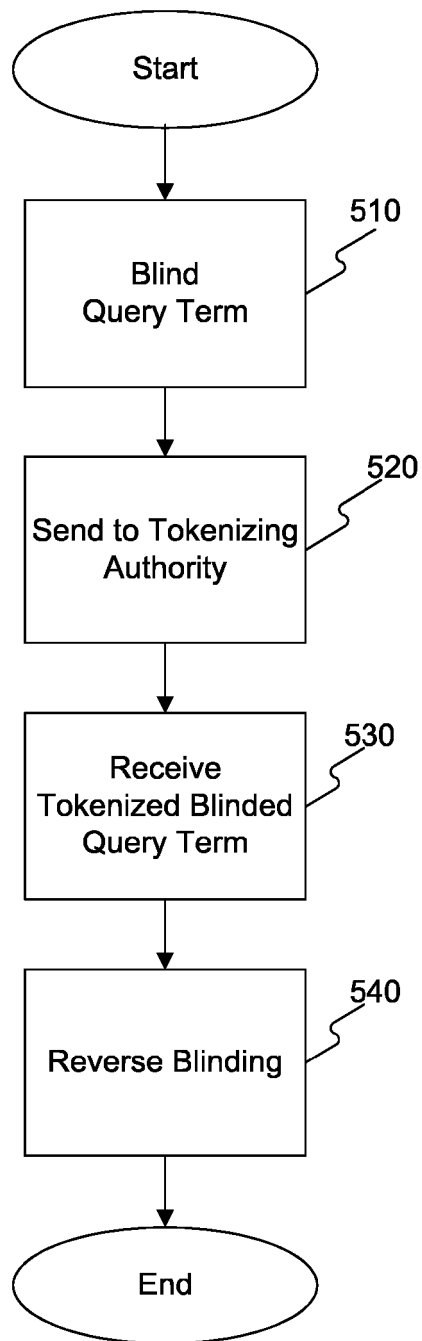 Start
510
Blind
Query Term
520
Send to Tokenizing
Authority
530
Receive
Tokenized Blinded
Query Term
540
Reverse Blinding
End